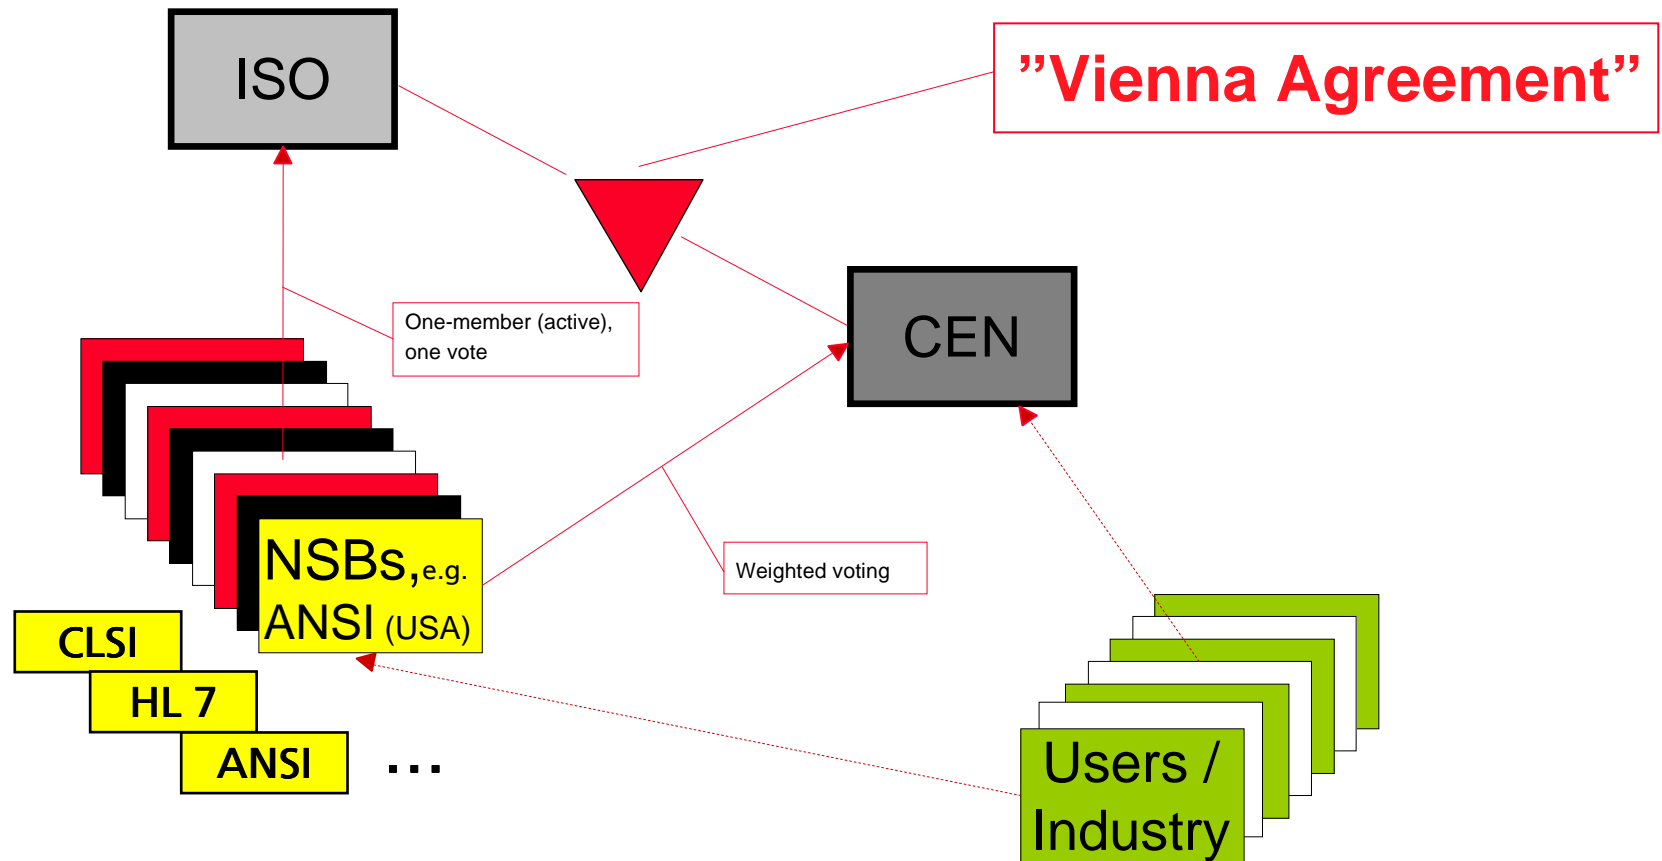 ISO
”Vienna Agreement”
One-member (active),
one vote
CEN
NSBs,e.g.
ANSI (USA)
Weighted voting
CLSI
HL 7
ANSI
...
Users /
Industry